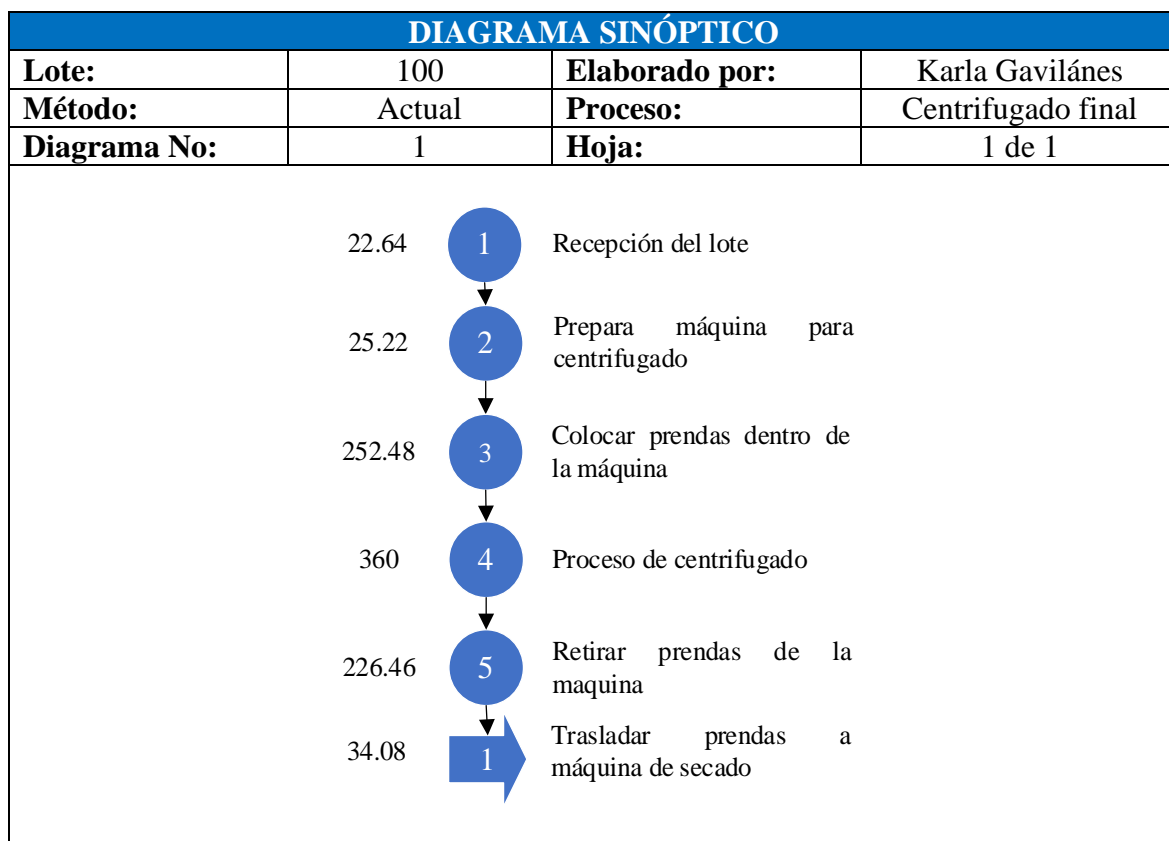 DIAGRAMA SINÓPTICO
Lote: 100 Elaborado por: Karla Gavilánes
Método: Actual Proceso: Centrifugado final
Diagrama No: 1 Hoja: 1 de 1
22.64 1 Recepción del lote
25.22 2 Prepara máquina para
centrifugado
252.48 3 Colocar prendas dentro de
la máquina
360 4 Proceso de centrifugado
226.46 5 Retirar prendas de la
maquina
34.08 1 Trasladar prendas a
máquina de secado